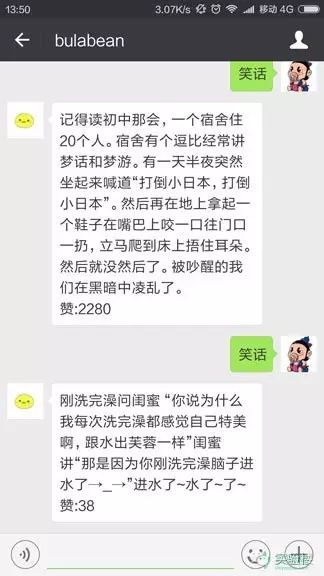 13:50
3.07K/s
移动 4G
bulabean
笑话
记得读初中那会，一个宿舍住
20个人。宿舍有个逗比经常讲
梦话和梦游。有一天半夜突然
坐起来喊道“打倒小日本，打倒
小日本”。然后再在地上拿起一
个鞋子在嘴巴上咬一口往门口
一扔，立马爬到床上捂住耳朵。
然后就没然后了。被吵醒的我
们在黑暗中凌乱了。
赞:2280
笑话
刚洗完澡问闺蜜 “你说为什么
我每次洗完澡都感觉自己特美
啊，跟水出芙蓉一样”闺蜜
讲“那是因为你刚洗完澡脑子进
水了→_→”进水了~水了~了~
赞:38
实验楼